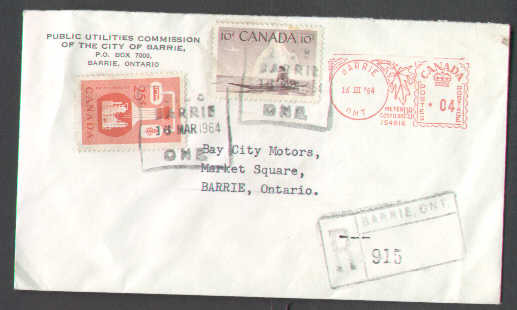 PUBLIC UTILITIES COMMISSION
OF THE CITY OF BARRIE,
P.O. BOX 7000,
BARRIE, ONTARIO
10¢ CANADA 10¢
25¢
CANADA
BARRIE
ONT.
BARRIE
16 MAR 1964
ONT.
BARRIE
16 III '64
ONT.
CANADA
04
Bay City Motors,
Market Square,
BARRIE, Ontario.
BARRIE, ONT.
R
915